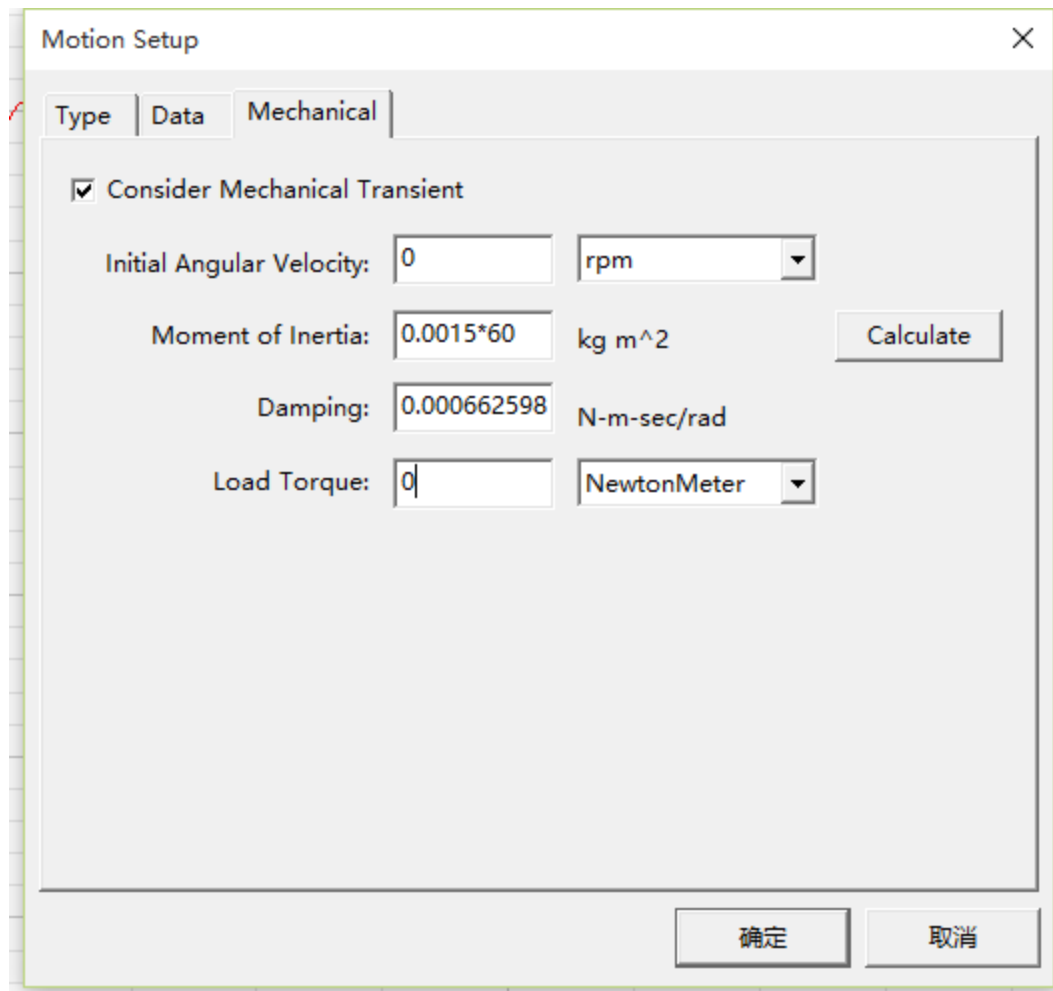 Motion Setup
Type Data Mechanical
Consider Mechanical Transient
Initial Angular Velocity: 0 rpm
Moment of Inertia: 0.0015*60 kg m^2 Calculate
Damping: 0.000662598 N-m-sec/rad
Load Torque: 0 NewtonMeter
确定 取消